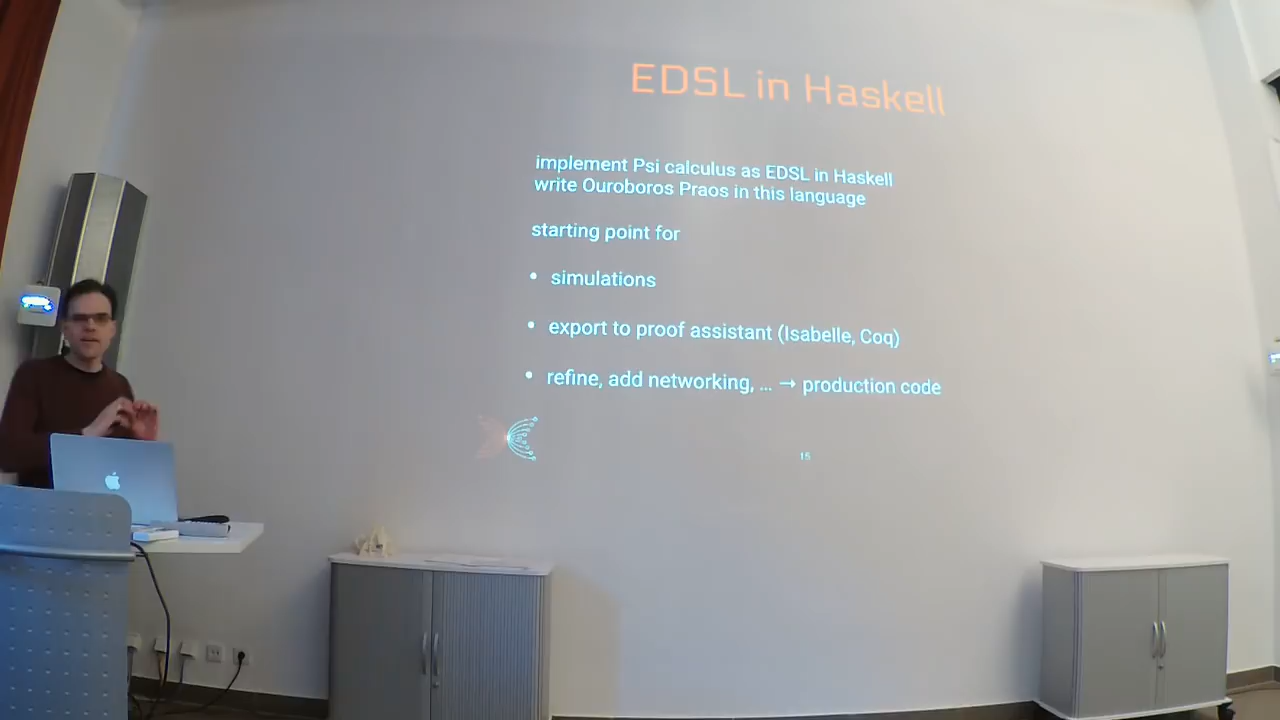 EDSL in Haskell
implement Psi calculus as EDSL in Haskell
write Ouroboros Praos in this language
starting point for
• simulations
• export to proof assistant (Isabelle, Coq)
• refine, add networking, ... → production code
15